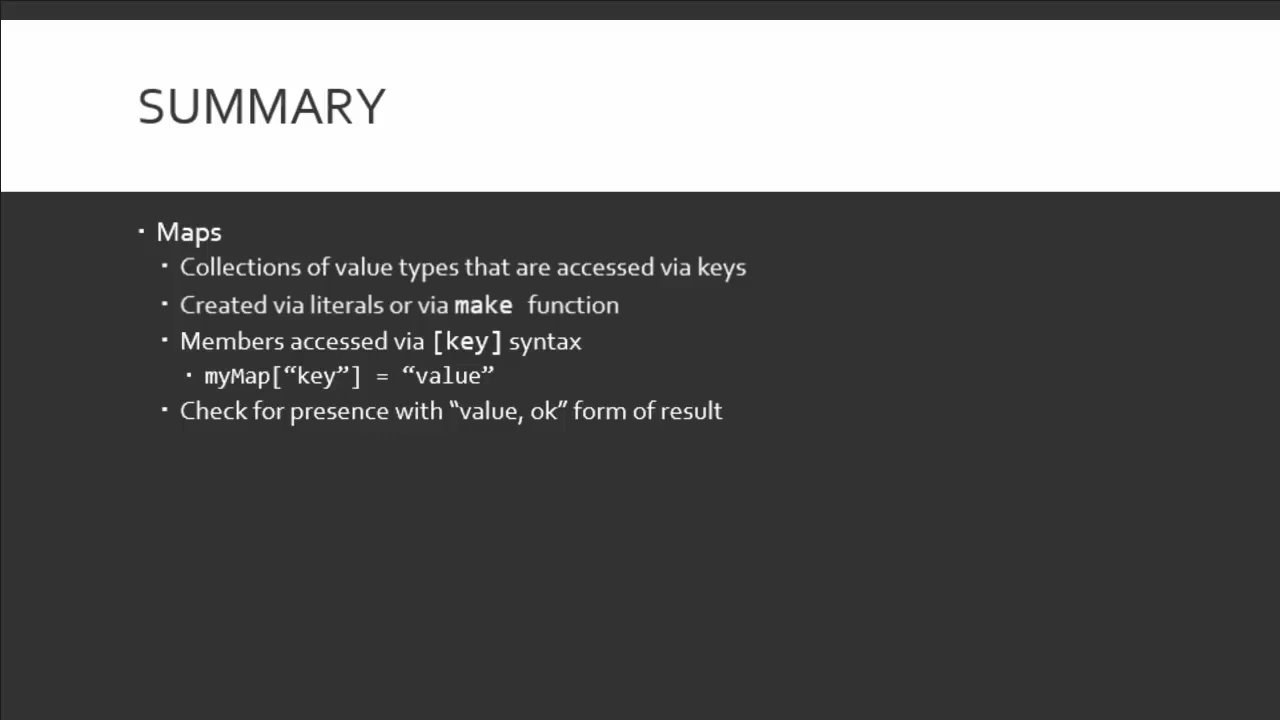 SUMMARY
▪ Maps
▪ Collections of value types that are accessed via keys
▪ Created via literals or via make function
▪ Members accessed via [key] syntax
▪ myMap[“key”] = “value”
▪ Check for presence with “value, ok” form of result